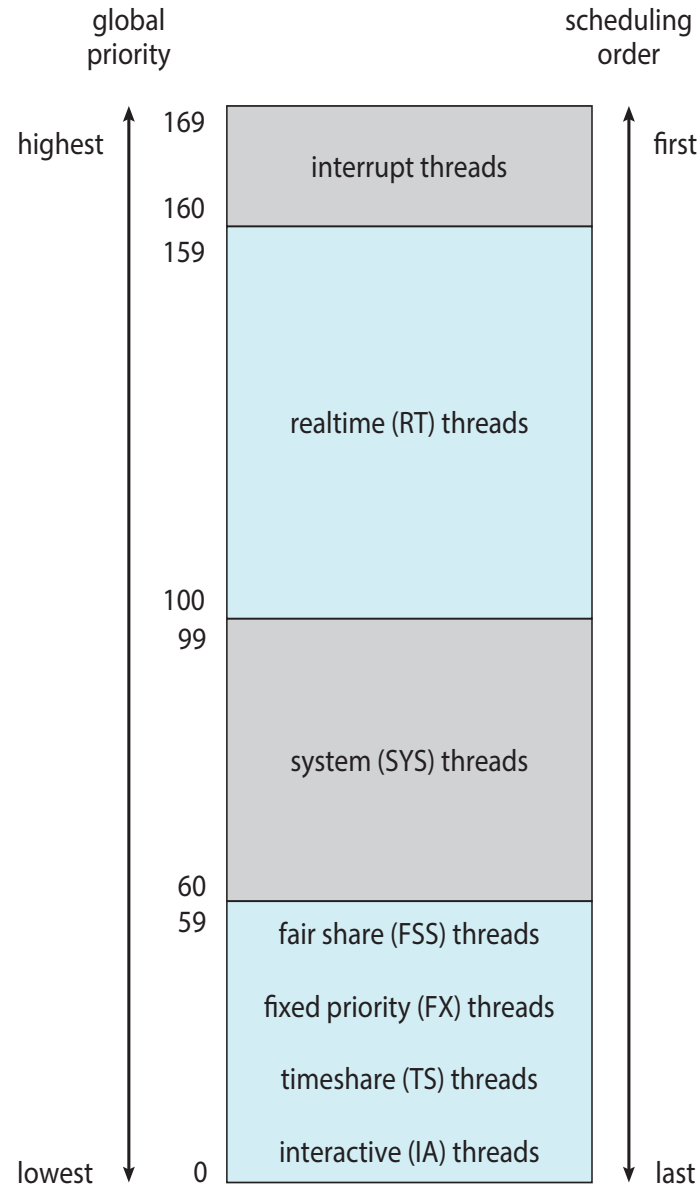 global
priority
scheduling
order
highest
169
first
interrupt threads
160
159
realtime (RT) threads
100
99
system (SYS) threads
60
59
fair share (FSS) threads
fixed priority (FX) threads
timeshare (TS) threads
interactive (IA) threads
lowest
0
last